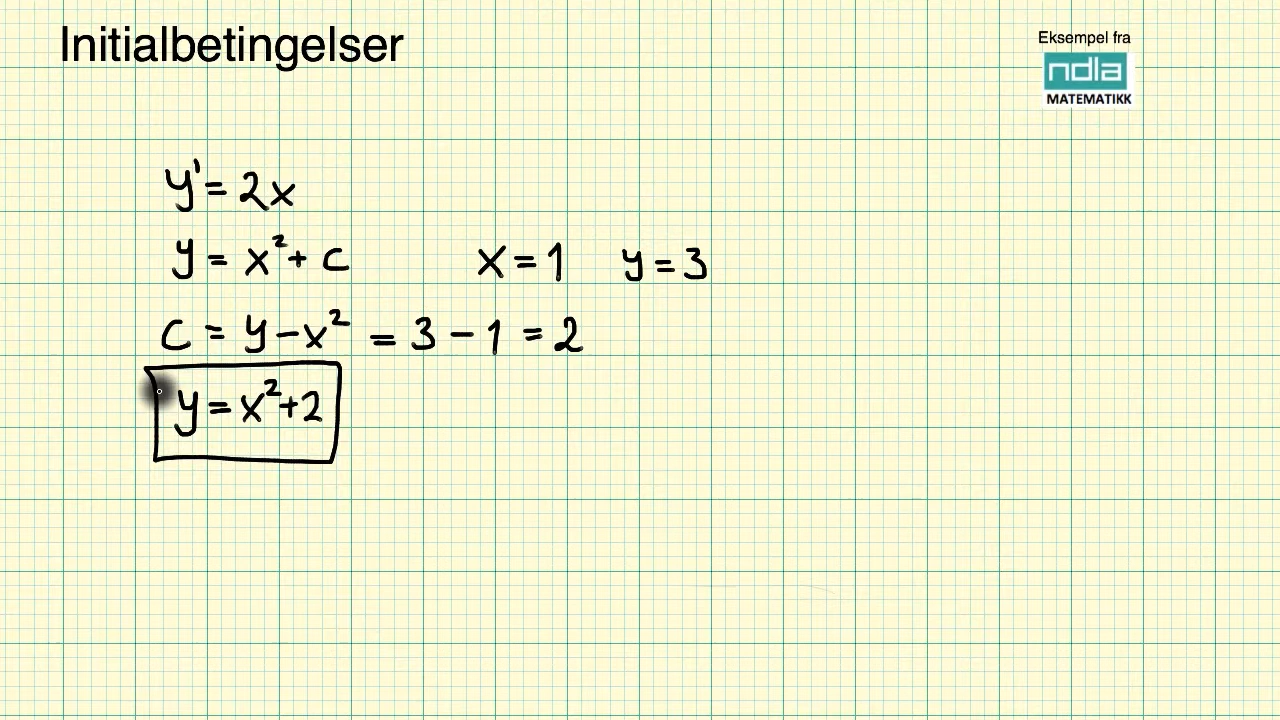 Initialbetingelser
Eksempel fra
ndla
MATEMATIKK
y' = 2x
y = x² + c x = 1 y = 3
c = y - x² = 3 - 1 = 2
y = x² + 2